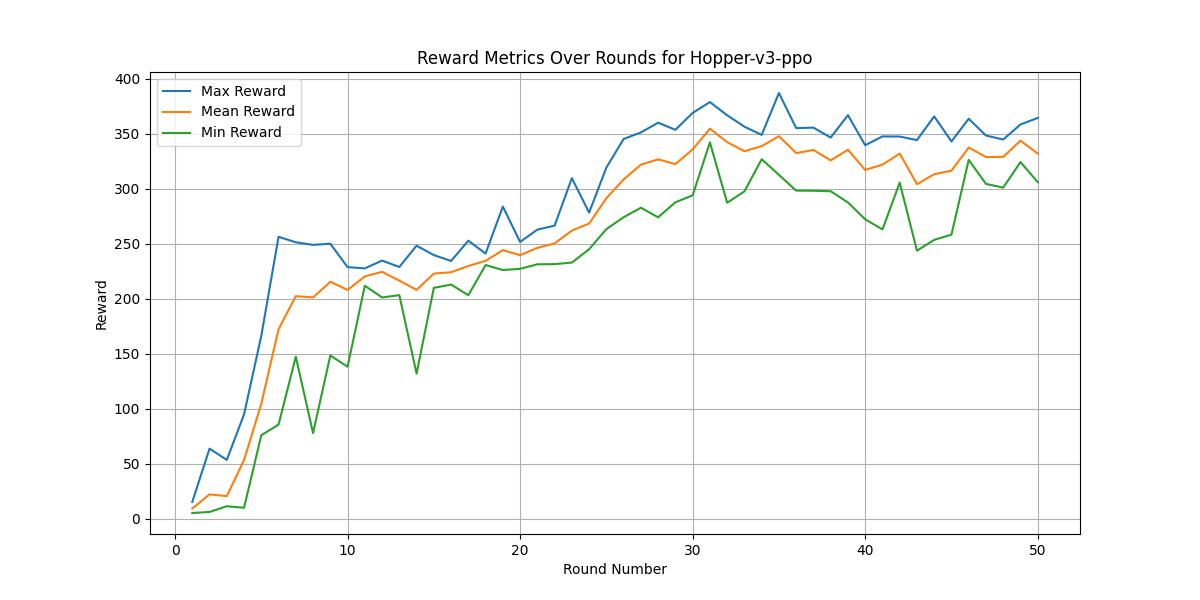 Reward Metrics Over Rounds for Hopper-v3-ppo
Max Reward
Mean Reward
Min Reward
400
350
300
250
200
150
100
50
0
Reward
0 10 20 30 40 50
Round Number